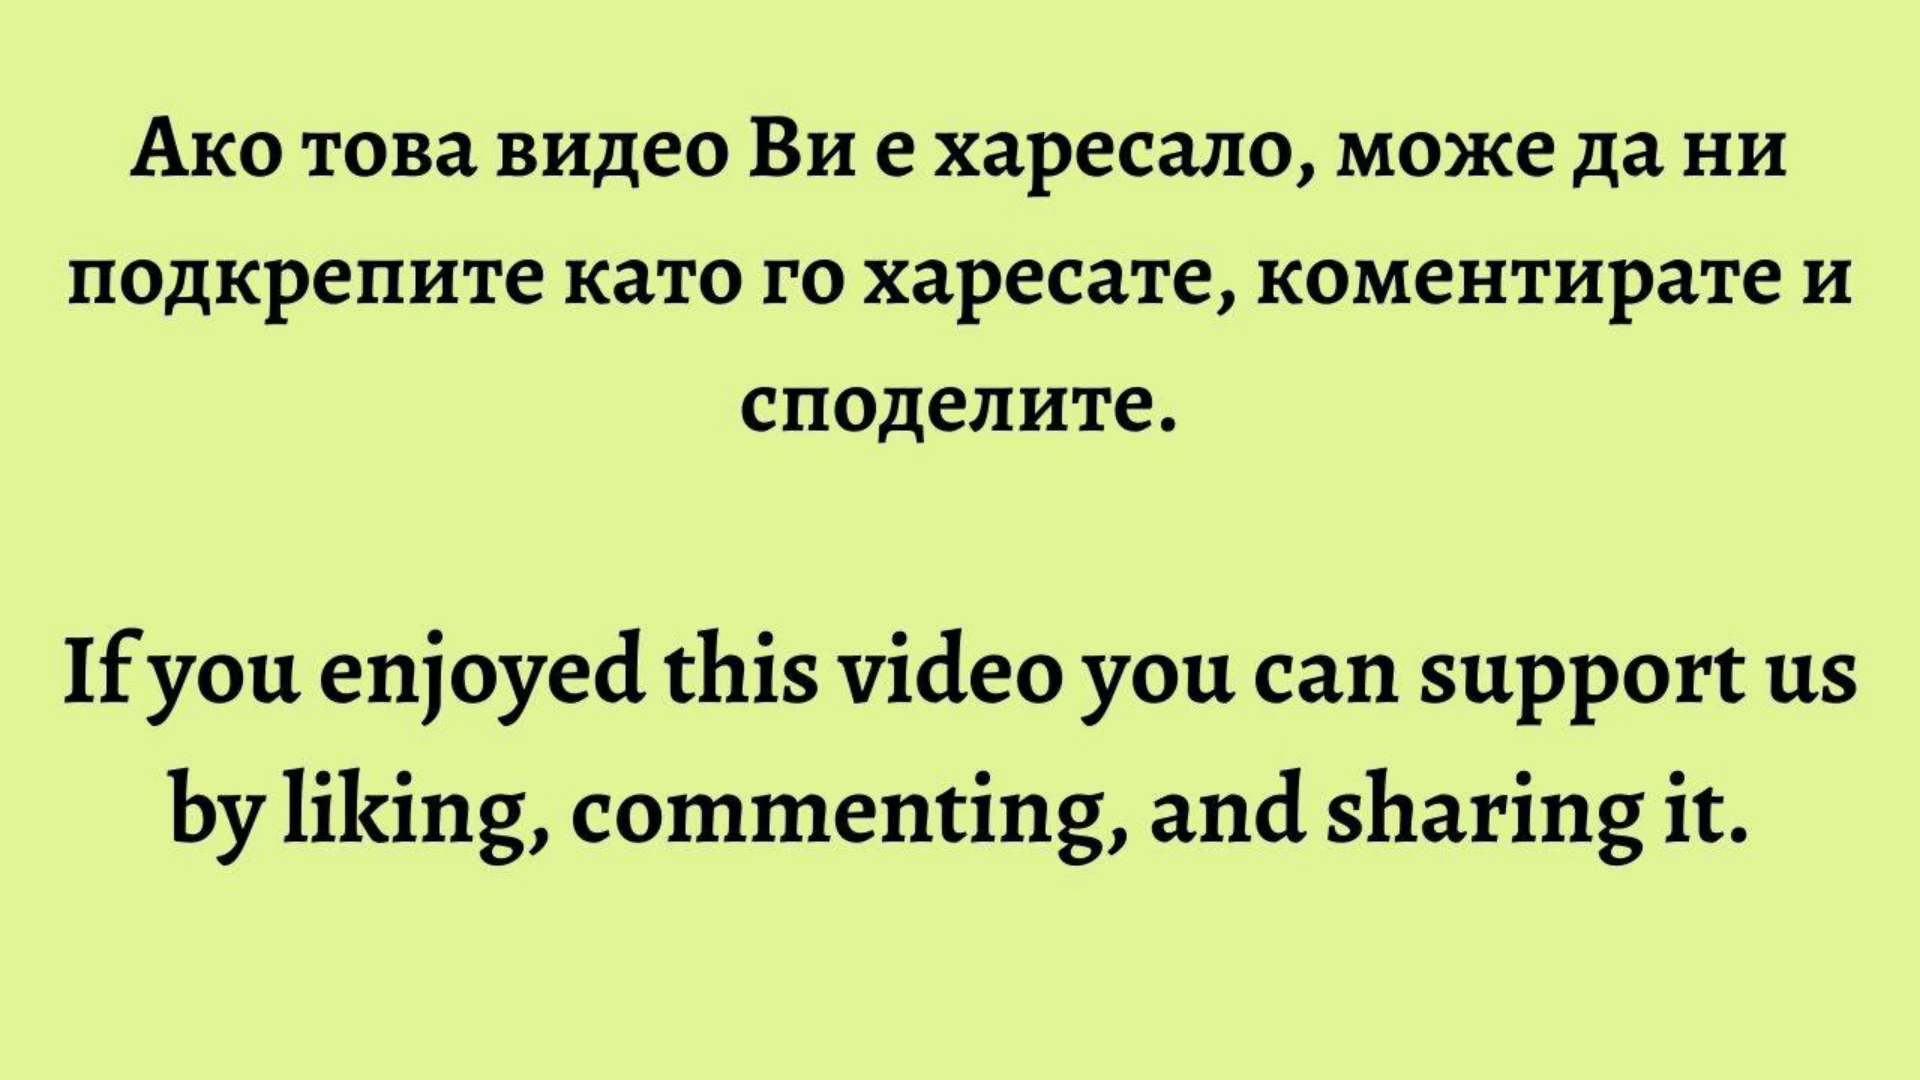 Ако това видео Ви е харесало, може да ни
подкрепите като го харесате, коментирате и
споделите.
If you enjoyed this video you can support us
by liking, commenting, and sharing it.